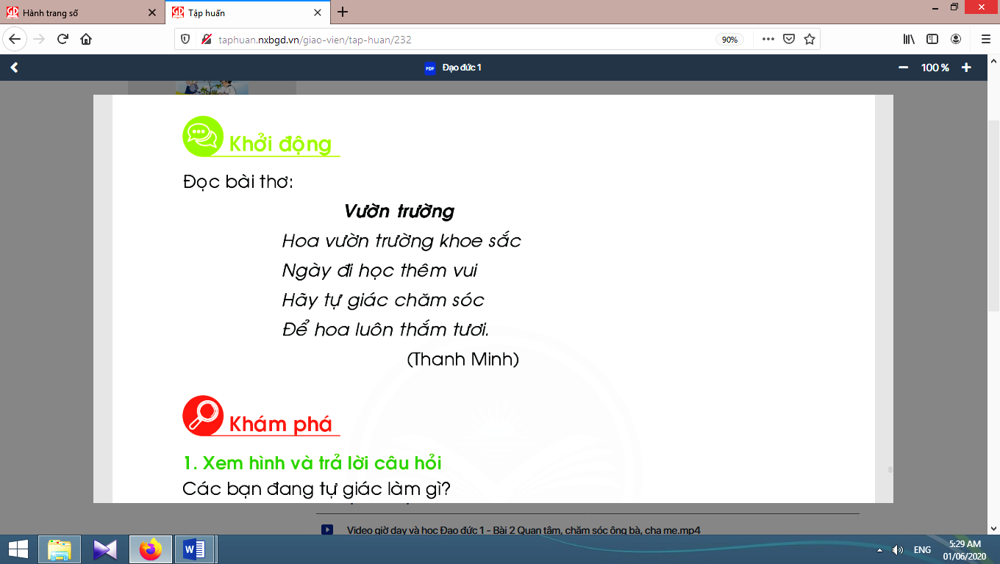 Hành trang số
Tập huấn
taphuan.nxbgd.vn/giao-vien/tap-huan/232
90%
PDF Đạo đức 1
100 %
Khởi động
Đọc bài thơ:
Vườn trường
Hoa vườn trường khoe sắc
Ngày đi học thêm vui
Hãy tự giác chăm sóc
Để hoa luôn thắm tươi.
(Thanh Minh)
Khám phá
1. Xem hình và trả lời câu hỏi
Các bạn đang tự giác làm gì?
Video giờ dạy và học Đạo đức 1 - Bài 2 Quan tâm, chăm sóc ông bà, cha mẹ.mp4
ENG
5:29 AM
01/06/2020